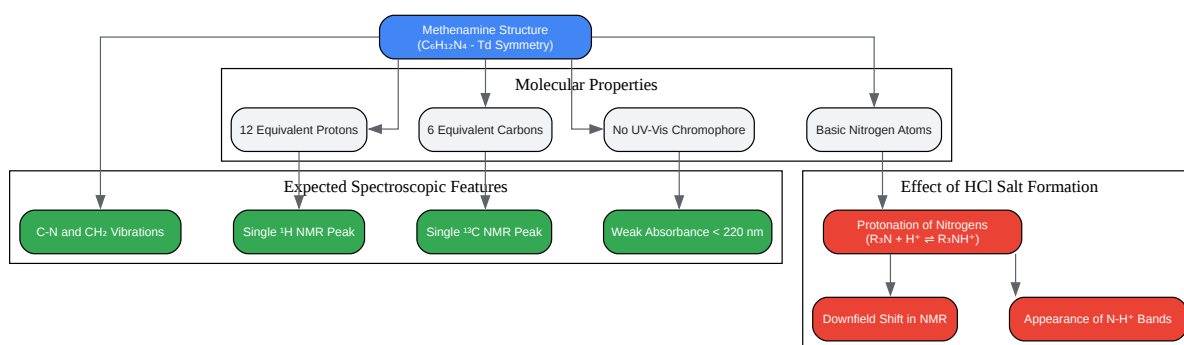 Methenamine Structure
(C₆H₁₂N₄ - Td Symmetry)
Molecular Properties
12 Equivalent Protons
6 Equivalent Carbons
No UV-Vis Chromophore
Basic Nitrogen Atoms
Expected Spectroscopic Features
Effect of HCl Salt Formation
C-N and CH₂ Vibrations
Single ¹H NMR Peak
Single ¹³C NMR Peak
Weak Absorbance < 220 nm
Protonation of Nitrogens
(R₃N + H⁺ ⇌ R₃NH⁺)
Downfield Shift in NMR
Appearance of N-H⁺ Bands